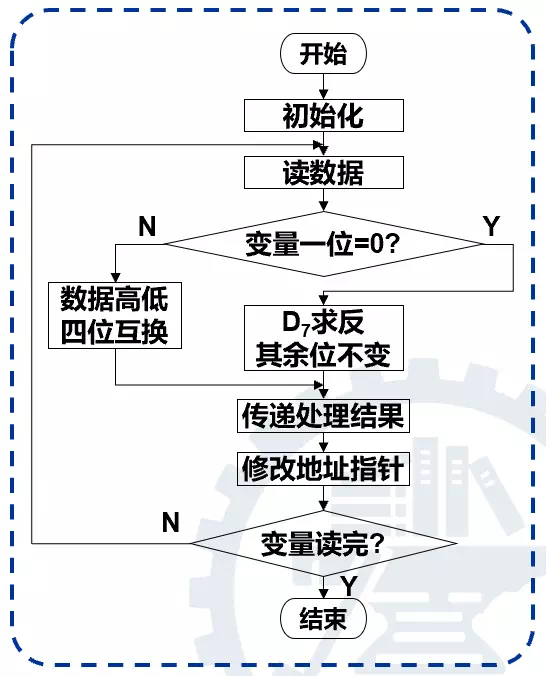 开始
初始化
读数据
N
变量一位=0?
Y
数据高低
四位互换
D₇求反
其余位不变
传递处理结果
修改地址指针
N
变量读完?
Y
结束